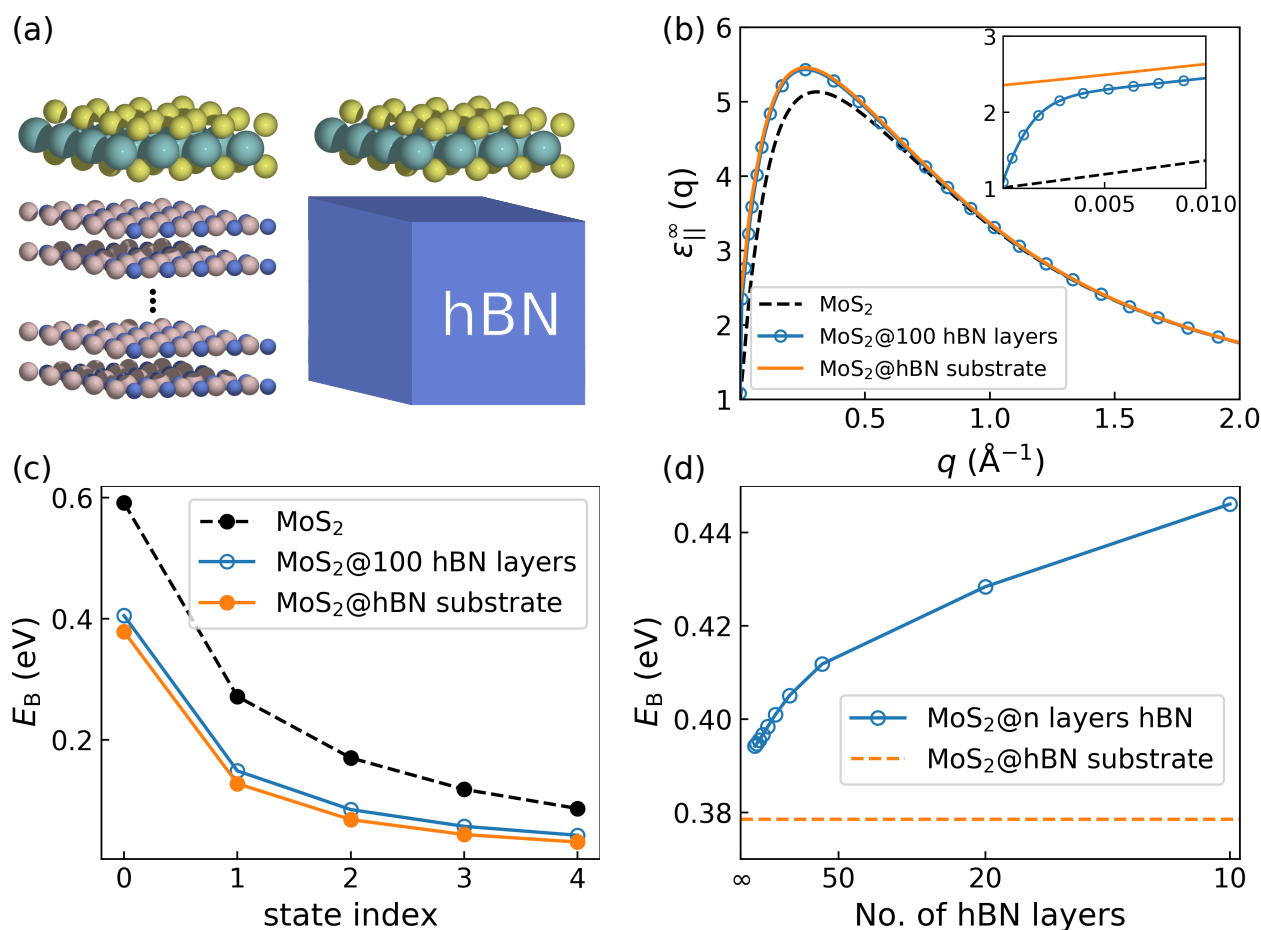 (a)
hBN
(b)
6
5
4
3
2
1
ε||∞ (q)
0.5
1.0
1.5
2.0
q (Å−1)
3
2
1
0.005
0.010
MoS2
MoS2@100 hBN layers
MoS2@hBN substrate
(c)
0.6
0.4
0.2
EB (eV)
0
1
2
3
4
state index
MoS2
MoS2@100 hBN layers
MoS2@hBN substrate
(d)
0.44
0.42
0.40
0.38
EB (eV)
∞
50
20
10
No. of hBN layers
MoS2@n layers hBN
MoS2@hBN substrate